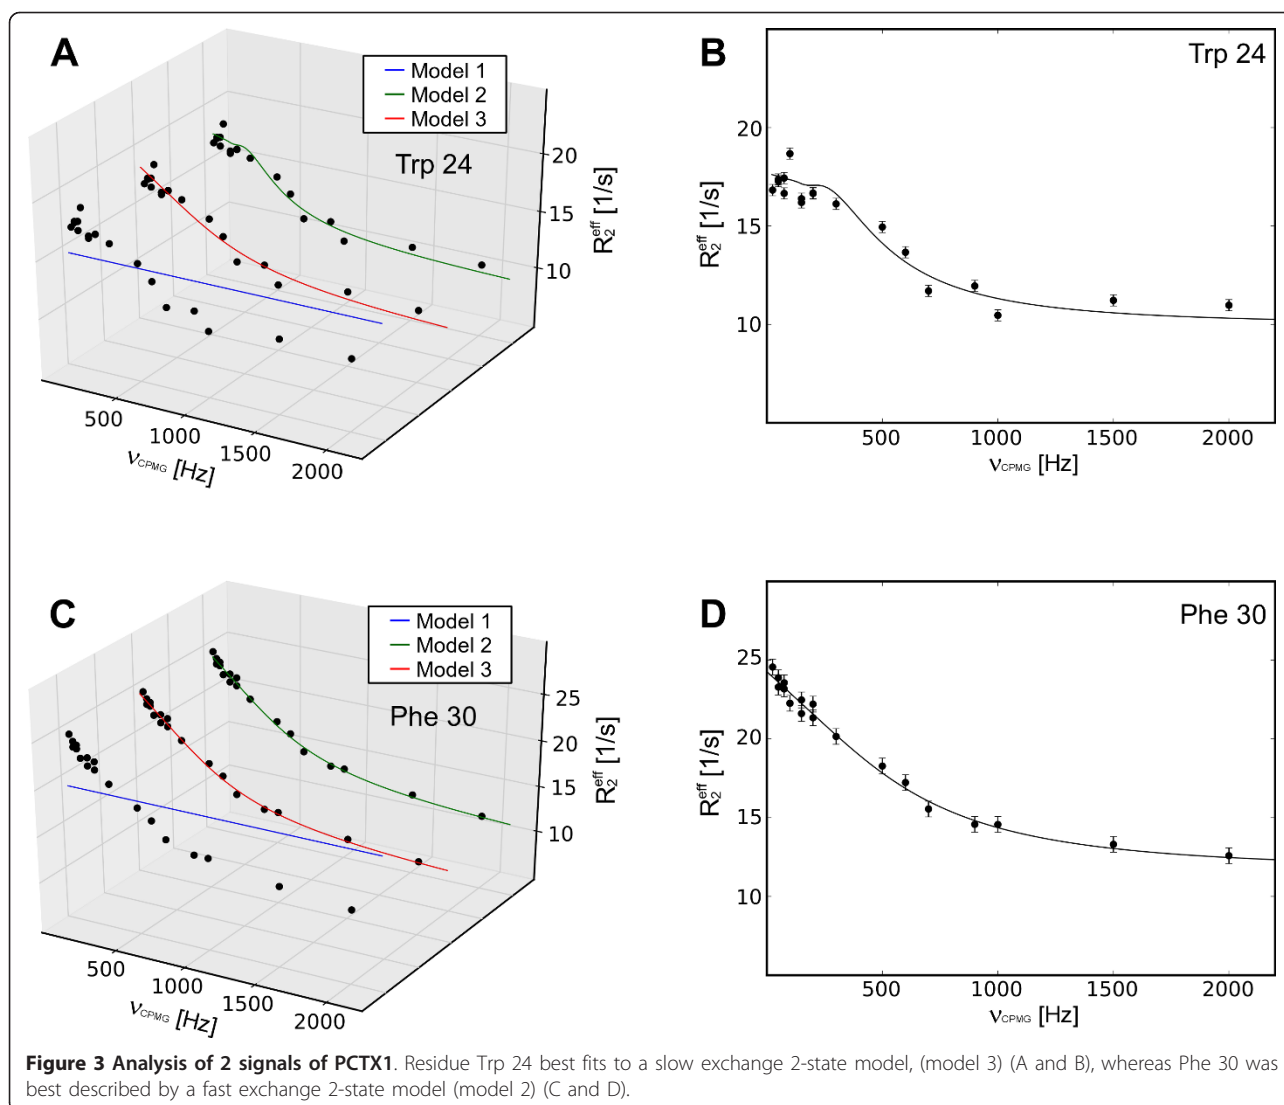 A
Model 1
Model 2
Model 3
Trp 24
20
15
10
R2eff [1/s]
500
1000
1500
2000
νCPMG [Hz]
B
Trp 24
20
15
10
R2eff [1/s]
500
1000
1500
2000
νCPMG [Hz]
C
Model 1
Model 2
Model 3
Phe 30
25
20
15
10
R2eff [1/s]
500
1000
1500
2000
νCPMG [Hz]
D
Phe 30
25
20
15
10
R2eff [1/s]
500
1000
1500
2000
νCPMG [Hz]
Figure 3 Analysis of 2 signals of PCTX1. Residue Trp 24 best fits to a slow exchange 2-state model, (model 3) (A and B), whereas Phe 30 was
best described by a fast exchange 2-state model (model 2) (C and D).